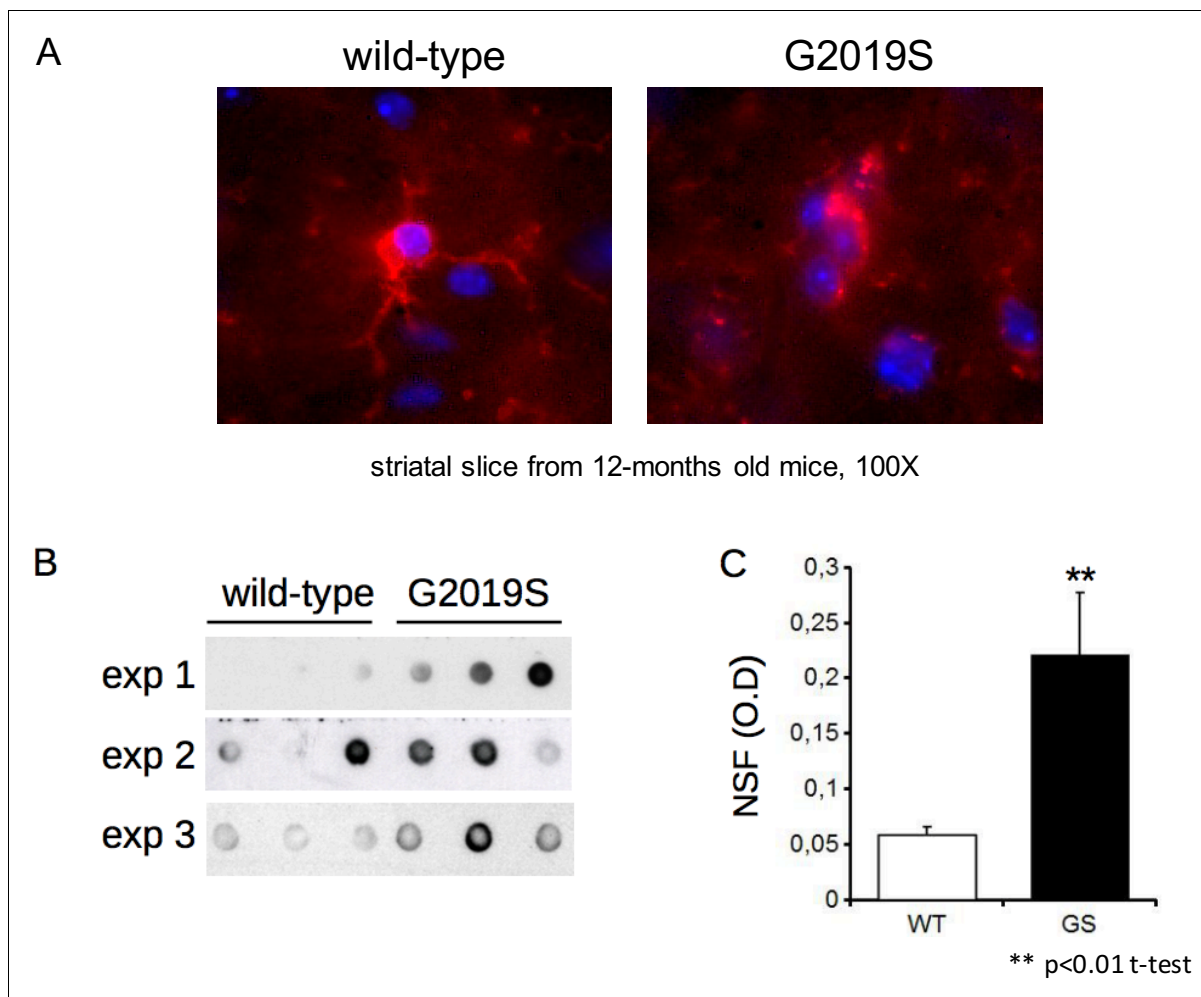 A
wild-type G2019S
striatal slice from 12-months old mice, 100X
B
wild-type G2019S
exp 1
exp 2
exp 3
C
NSF (O.D)
0,3
0,25
0,2
0,15
0,1
0,05
0
**
WT GS
** p<0.01 t-test